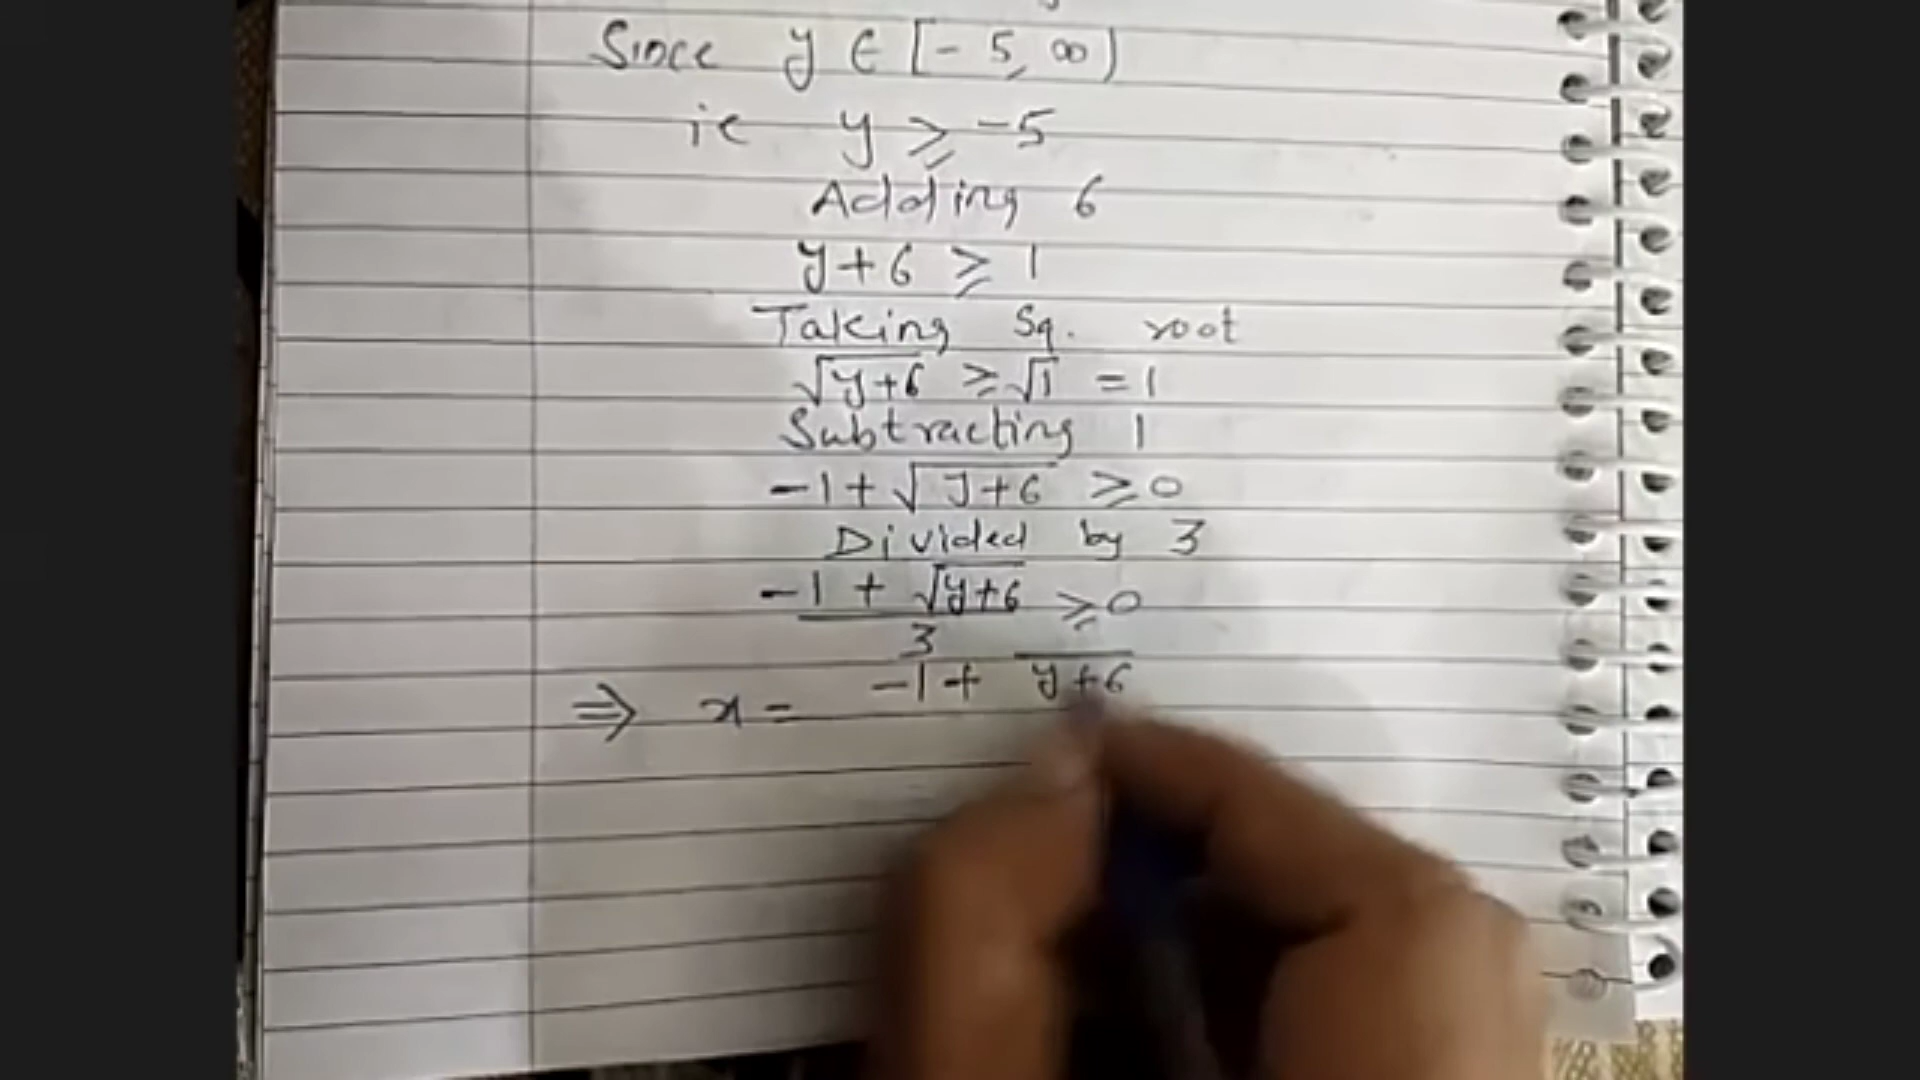 Since y ∈ [-5, ∞)
ie y ≥ -5
Adding 6
y+6 ≥ 1
Taking Sq. root
√y+6 ≥ √1 = 1
Subtracting 1
-1+√y+6 ≥ 0
Divided by 3
-1 + √y+6 / 3 ≥ 0
⇒ x = -1+ y+6